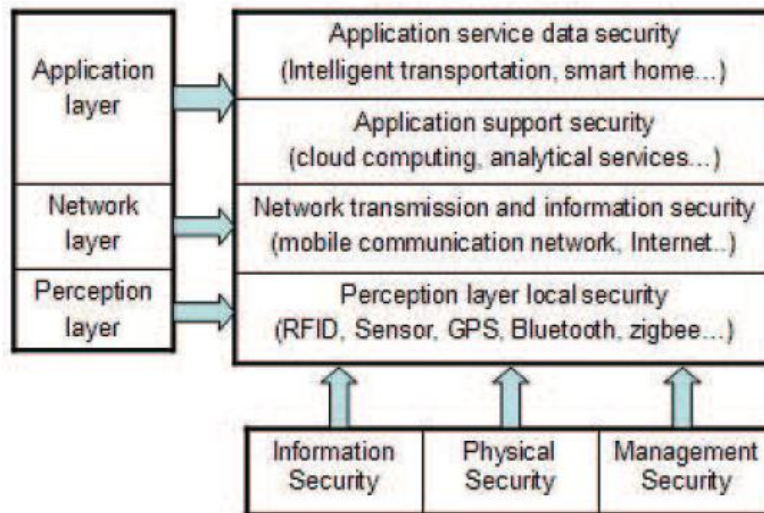 Application
layer
Network
layer
Perception
layer
Application service data security
(Intelligent transportation, smart home...)
Application support security
(cloud computing, analytical services...)
Network transmission and information security
(mobile communication network, Internet..)
Perception layer local security
(RFID, Sensor, GPS, Bluetooth, zigbee...)
Information
Security
Physical
Security
Management
Security